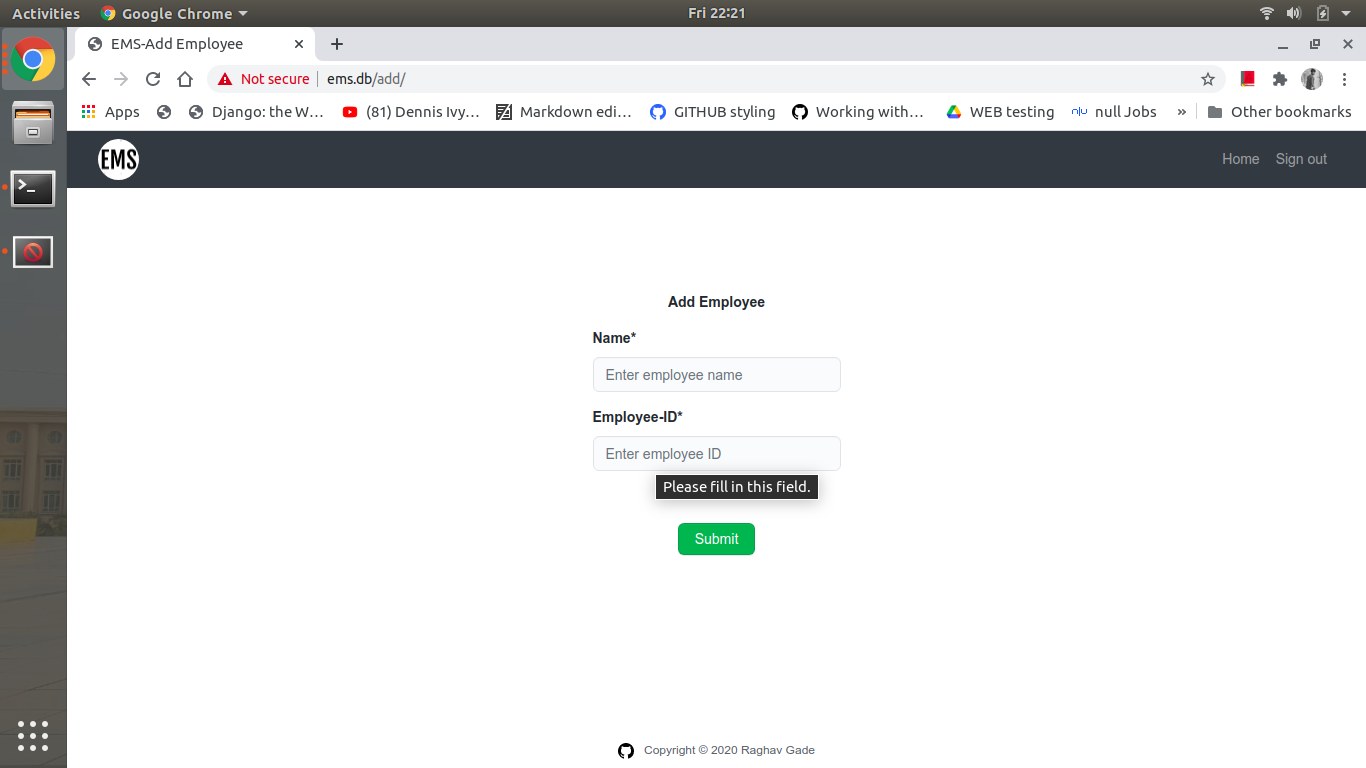 Activities Google Chrome Fri 22:21
EMS-Add Employee
Not secure ems.db/add/
Apps Django: the W… (81) Dennis Ivy… Markdown edi… GITHUB styling Working with… WEB testing null Jobs » Other bookmarks
EMS Home Sign out
Add Employee
Name*
Enter employee name
Employee-ID*
Enter employee ID
Please fill in this field.
Submit
Copyright © 2020 Raghav Gade